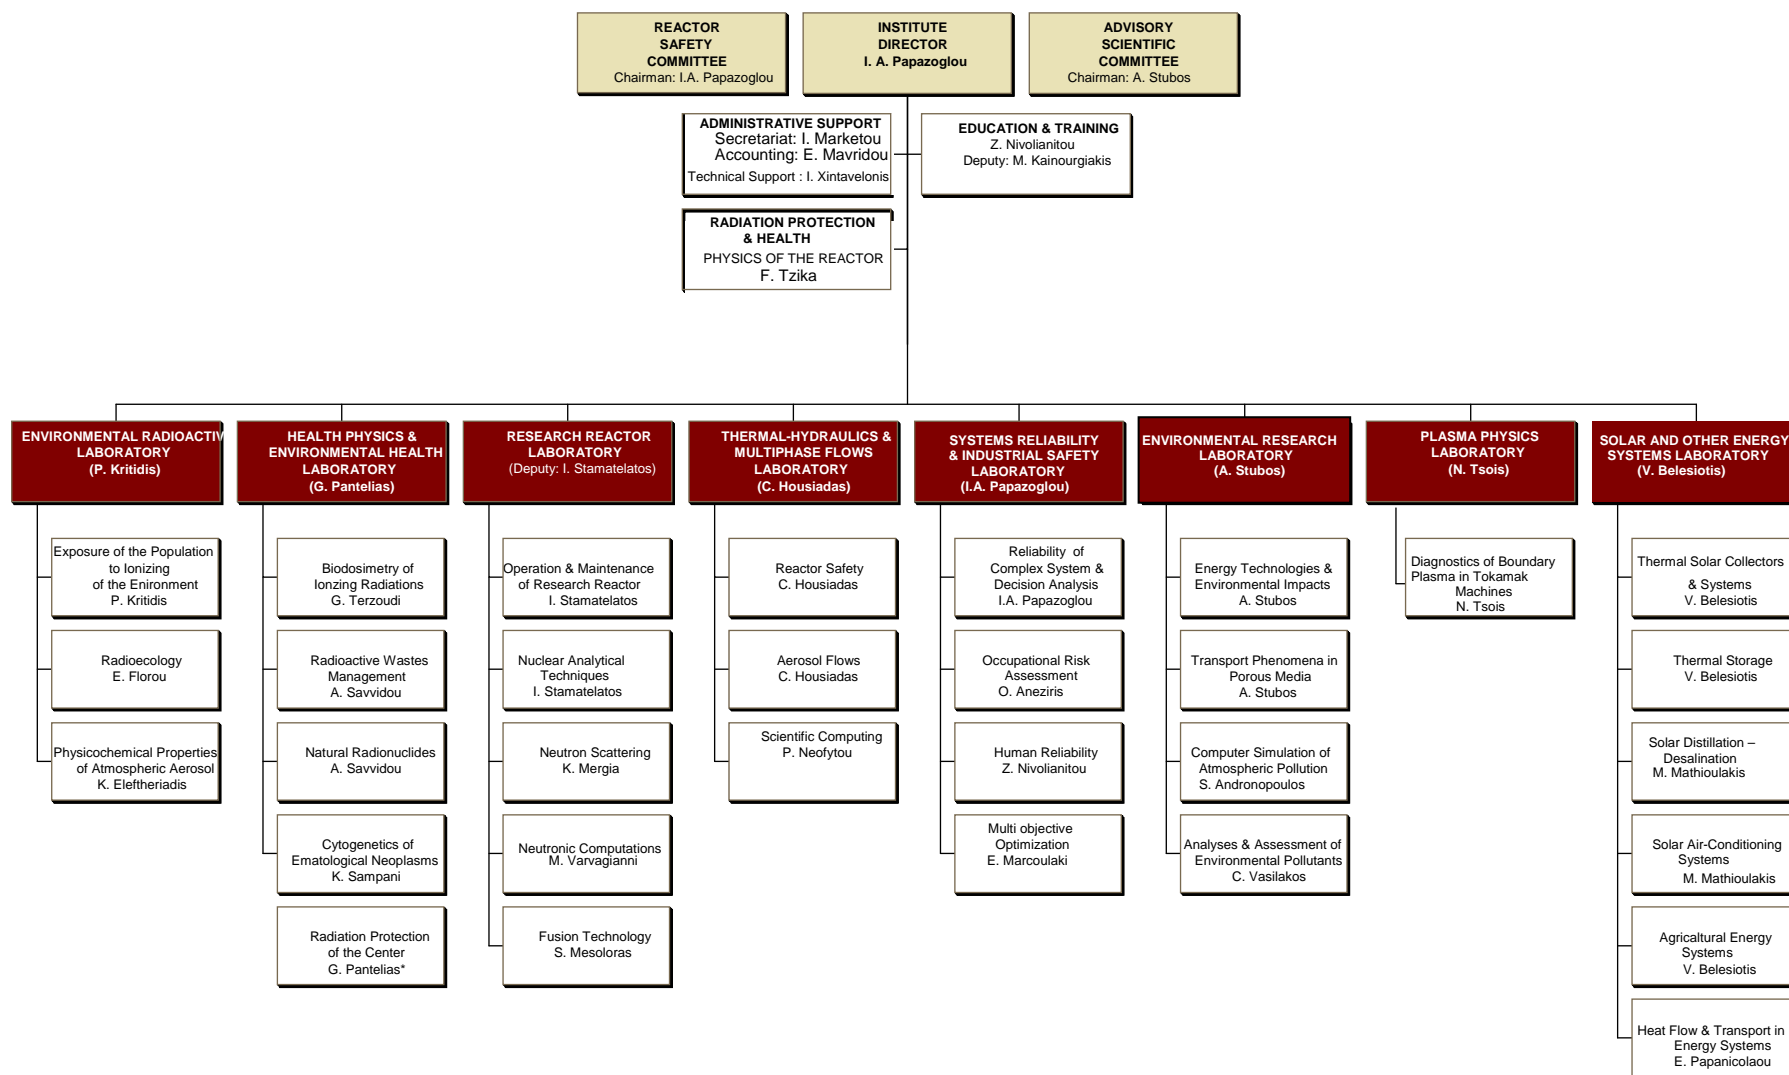 REACTOR
SAFETY
COMMITTEE
Chairman: I.A. Papazoglou
INSTITUTE
DIRECTOR
I. A. Papazoglou
ADVISORY
SCIENTIFIC
COMMITTEE
Chairman: A. Stubos
ADMINISTRATIVE SUPPORT
Secretariat: I. Marketou
Accounting: E. Mavridou
Technical Support : I. Xintavelonis
EDUCATION & TRAINING
Z. Nivolianitou
Deputy: M. Kainourgiakis
RADIATION PROTECTION
& HEALTH
PHYSICS OF THE REACTOR
F. Tzika
ENVIRONMENTAL RADIOACTIV
LABORATORY
(P. Kritidis)
Exposure of the Population
to Ionizing
of the Enironment
P. Kritidis
Radioecology
E. Florou
Physicochemical Properties
of Atmospheric Aerosol
K. Eleftheriadis
HEALTH PHYSICS &
ENVIRONMENTAL HEALTH
LABORATORY
(G. Pantelias)
Biodosimetry of
Ionzing Radiations
G. Terzoudi
Radioactive Wastes
Management
A. Savvidou
Natural Radionuclides
A. Savvidou
Cytogenetics of
Ematological Neoplasms
K. Sampani
Radiation Protection
of the Center
G. Pantelias*
RESEARCH REACTOR
LABORATORY
(Deputy: I. Stamatelatos)
Operation & Maintenance
of Research Reactor
I. Stamatelatos
Nuclear Analytical
Techniques
I. Stamatelatos
Neutron Scattering
K. Mergia
Neutronic Computations
M. Varvagianni
Fusion Technology
S. Mesoloras
THERMAL-HYDRAULICS &
MULTIPHASE FLOWS
LABORATORY
(C. Housiadas)
Reactor Safety
C. Housiadas
Aerosol Flows
C. Housiadas
Scientific Computing
P. Neofytou
SYSTEMS RELIABILITY
& INDUSTRIAL SAFETY
LABORATORY
(I.A. Papazoglou)
Reliability of
Complex System &
Decision Analysis
I.A. Papazoglou
Occupational Risk
Assessment
O. Aneziris
Human Reliability
Z. Nivolianitou
Multi objective
Optimization
E. Marcoulaki
ENVIRONMENTAL RESEARCH
LABORATORY
(A. Stubos)
Energy Technologies &
Environmental Impacts
A. Stubos
Transport Phenomena in
Porous Media
A. Stubos
Computer Simulation of
Atmospheric Pollution
S. Andronopoulos
Analyses & Assessment of
Environmental Pollutants
C. Vasilakos
PLASMA PHYSICS
LABORATORY
(N. Tsois)
Diagnostics of Boundary
Plasma in Tokamak
Machines
N. Tsois
SOLAR AND OTHER ENERGY
SYSTEMS LABORATORY
(V. Belesiotis)
Thermal Solar Collectors
& Systems
V. Belesiotis
Thermal Storage
V. Belesiotis
Solar Distillation –
Desalination
M. Mathioulakis
Solar Air-Conditioning
Systems
M. Mathioulakis
Agricaltural Energy
Systems
V. Belesiotis
Heat Flow & Transport in
Energy Systems
E. Papanicolaou